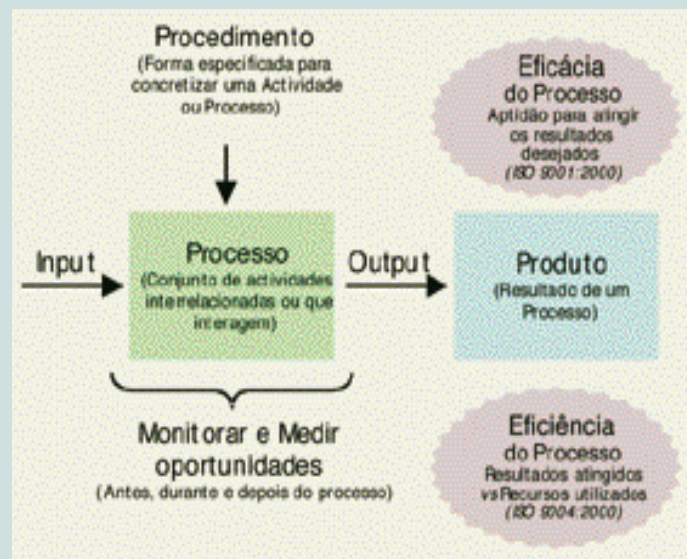 Procedimento
(Forma especificada para
concretizar uma Actividade
ou Processo)
Eficácia
do Processo
Aptidão para atingir
os resultados
desejados
(ISO 9001:2000)
Input
Processo
(Conjunto de actividades
interrelacionadas ou que
interagem)
Output
Produto
(Resultado de um
Processo)
Monitorar e Medir
oportunidades
(Antes, durante e depois do processo)
Eficiência
do Processo
Resultados atingidos
vs Recursos utilizados
(ISO 9004:2000)